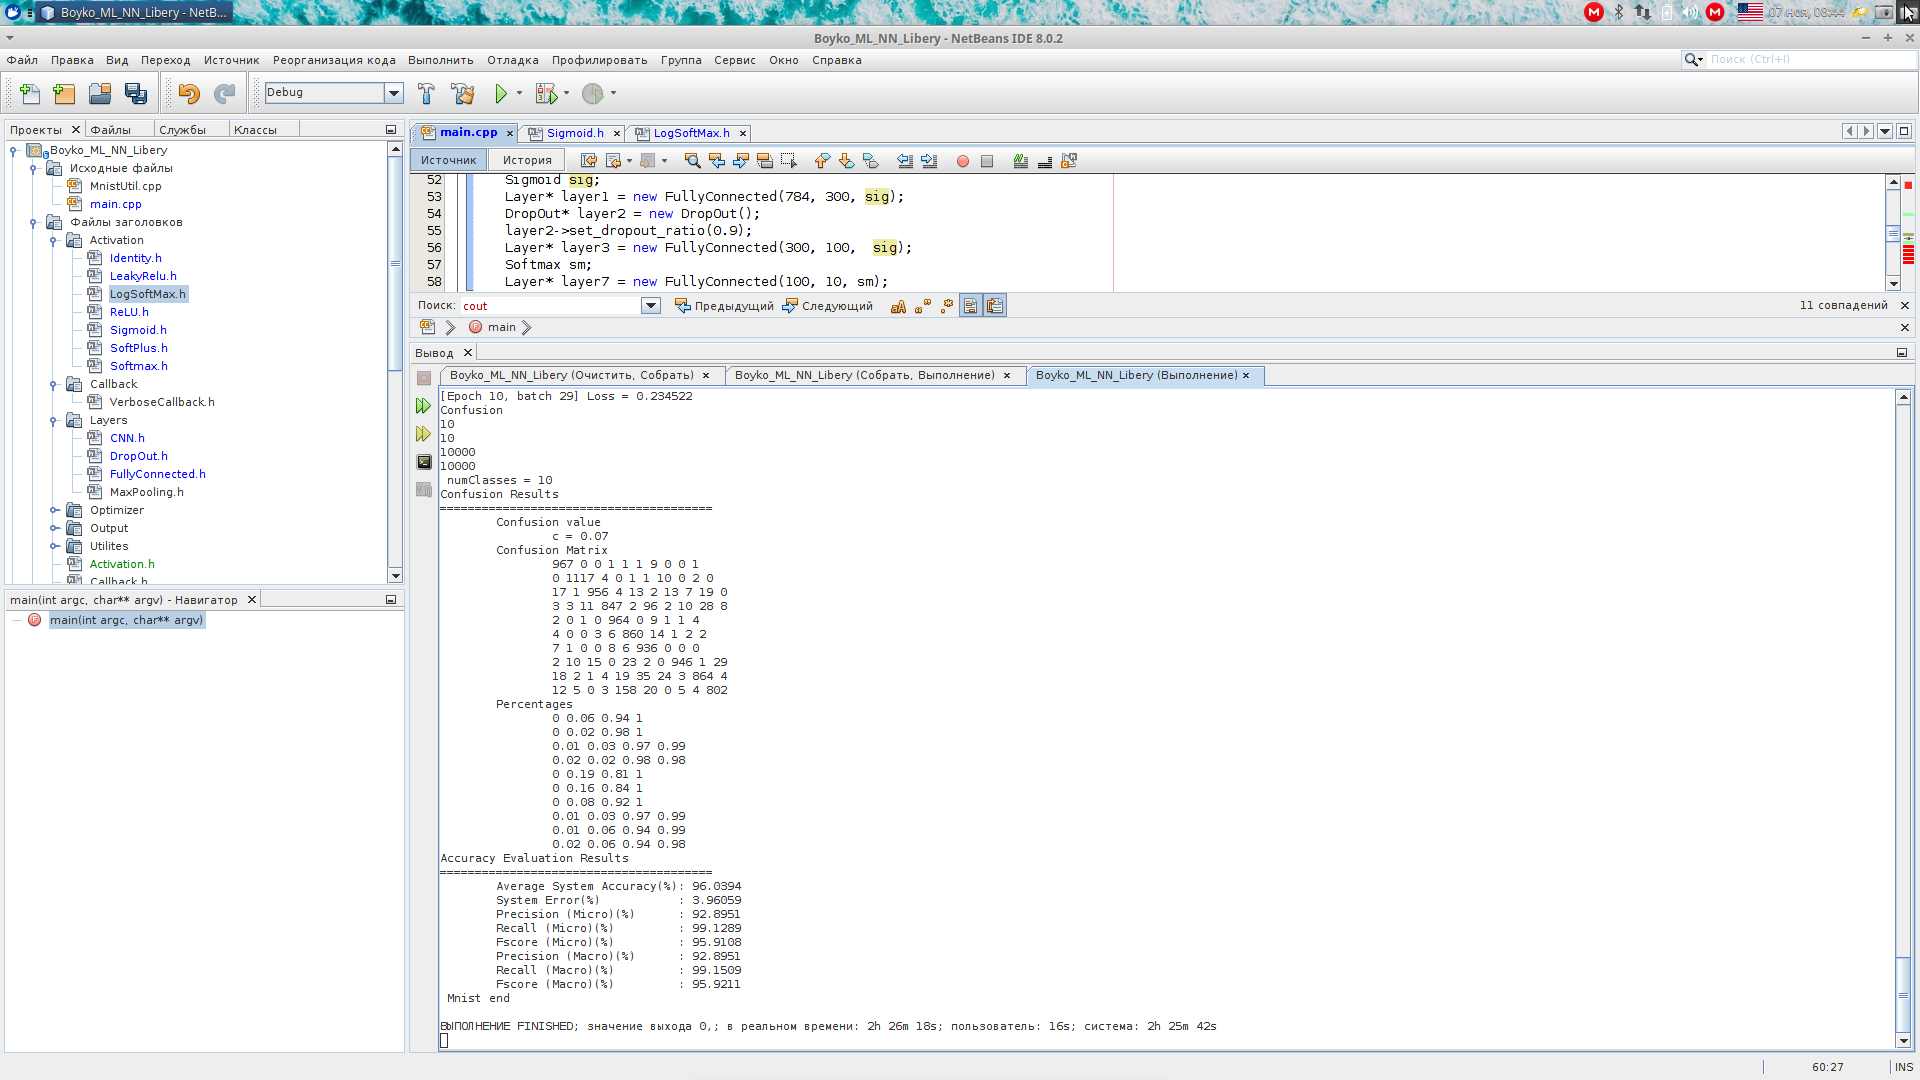 Boyko_ML_NN_Libery - NetB...
07 ноя, 08:44
Boyko_ML_NN_Libery - NetBeans IDE 8.0.2
Файл Правка Вид Переход Источник Реорганизация кода Выполнить Отладка Профилировать Группа Сервис Окно Справка
Поиск (Ctrl+I)
Debug
Проекты Файлы Службы Классы
Boyko_ML_NN_Libery
Исходные файлы
MnistUtil.cpp
main.cpp
Файлы заголовков
Activation
Identity.h
LeakyRelu.h
LogSoftMax.h
ReLU.h
Sigmoid.h
SoftPlus.h
Softmax.h
Callback
VerboseCallback.h
Layers
CNN.h
DropOut.h
FullyConnected.h
MaxPooling.h
Optimizer
Output
Utilites
Activation.h
Callback.h
main(int argc, char** argv) - Навигатор
main(int argc, char** argv)
main.cpp Sigmoid.h LogSoftMax.h
Источник История
52 Sigmoid sig;
53 Layer* layer1 = new FullyConnected(784, 300, sig);
54 DropOut* layer2 = new DropOut();
55 layer2->set_dropout_ratio(0.9);
56 Layer* layer3 = new FullyConnected(300, 100,  sig);
57 Softmax sm;
58 Layer* layer7 = new FullyConnected(100, 10, sm);
Поиск: cout Предыдущий Следующий 11 совпадений
main
Вывод
Boyko_ML_NN_Libery (Очистить, Собрать) Boyko_ML_NN_Libery (Собрать, Выполнение) Boyko_ML_NN_Libery (Выполнение)
[Epoch 10, batch 29] Loss = 0.234522
Confusion
10
10
10000
10000
numClasses = 10
Confusion Results
=======================================
Confusion value
c = 0.07
Confusion Matrix
967 0 0 1 1 1 9 0 0 1
0 1117 4 0 1 1 10 0 2 0
17 1 956 4 13 2 13 7 19 0
3 3 11 847 2 96 2 10 28 8
2 0 1 0 964 0 9 1 1 4
4 0 0 3 6 860 14 1 2 2
7 1 0 0 8 6 936 0 0 0
2 10 15 0 23 2 0 946 1 29
18 2 1 4 19 35 24 3 864 4
12 5 0 3 158 20 0 5 4 802
Percentages
0 0.06 0.94 1
0 0.02 0.98 1
0.01 0.03 0.97 0.99
0.02 0.02 0.98 0.98
0 0.19 0.81 1
0 0.16 0.84 1
0 0.08 0.92 1
0.01 0.03 0.97 0.99
0.01 0.06 0.94 0.99
0.02 0.06 0.94 0.98
Accuracy Evaluation Results
=======================================
Average System Accuracy(%): 96.0394
System Error(%) : 3.96059
Precision (Micro)(%) : 92.8951
Recall (Micro)(%) : 99.1289
Fscore (Micro)(%) : 95.9108
Precision (Macro)(%) : 92.8951
Recall (Macro)(%) : 99.1509
Fscore (Macro)(%) : 95.9211
Mnist end
ВЫПОЛНЕНИЕ FINISHED; значение выхода 0,; в реальном времени: 2h 26m 18s; пользователь: 16s; система: 2h 25m 42s
60:27 INS